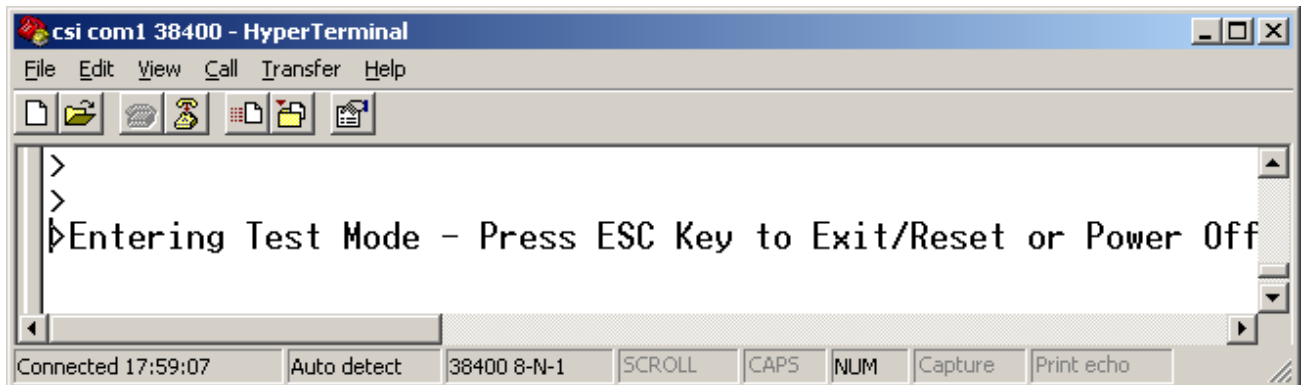 csi com1 38400 - HyperTerminal
File Edit View Call Transfer Help
>
>
>Entering Test Mode - Press ESC Key to Exit/Reset or Power Off
Connected 17:59:07 Auto detect 38400 8-N-1 SCROLL CAPS NUM Capture Print echo